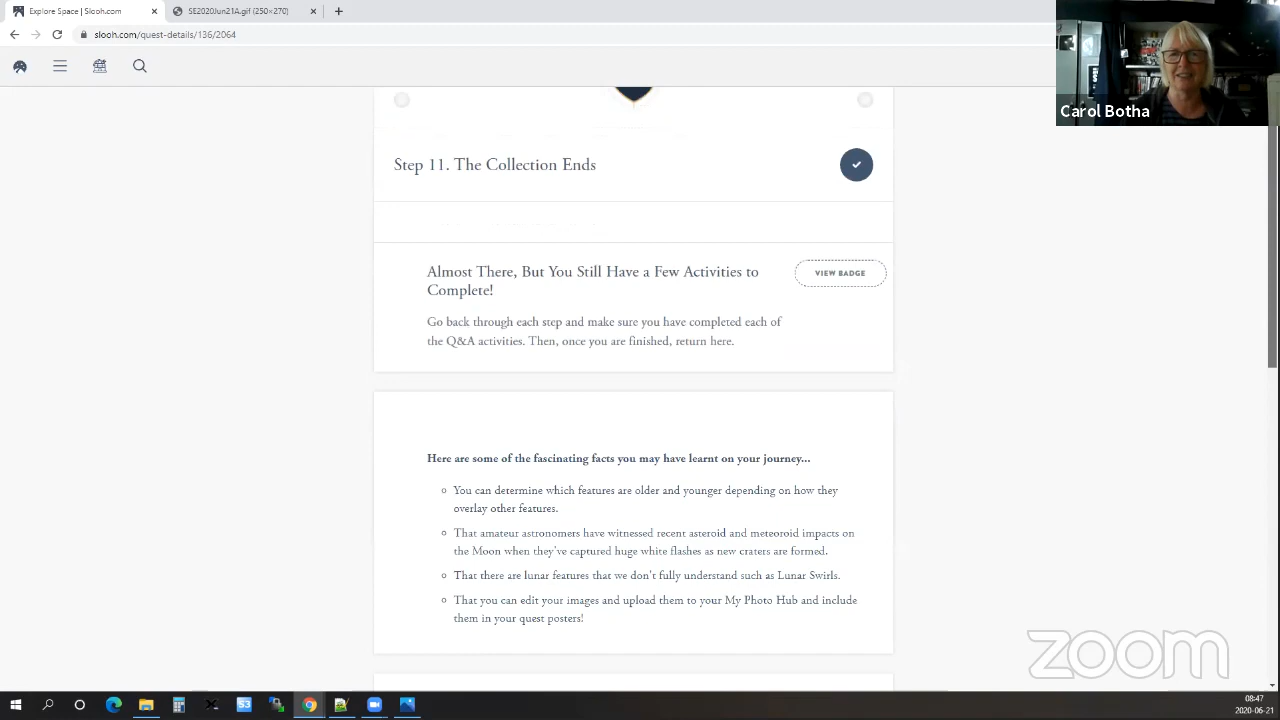 Explore Space | Slooh.com
SE2020Jun21A.gif (250×270)
slooh.com/quest-details/136/2064
Carol Botha
Step 11. The Collection Ends
Almost There, But You Still Have a Few Activities to
Complete!
VIEW BADGE
Go back through each step and make sure you have completed each of
the Q&A activities. Then, once you are finished, return here.
Here are some of the fascinating facts you may have learnt on your journey...
You can determine which features are older and younger depending on how they
overlay other features.
That amateur astronomers have witnessed recent asteroid and meteoroid impacts on
the Moon when they've captured huge white flashes as new craters are formed.
That there are lunar features that we don't fully understand such as Lunar Swirls.
That you can edit your images and upload them to your My Photo Hub and include
them in your quest posters!
zoom
08:47
2020-06-21